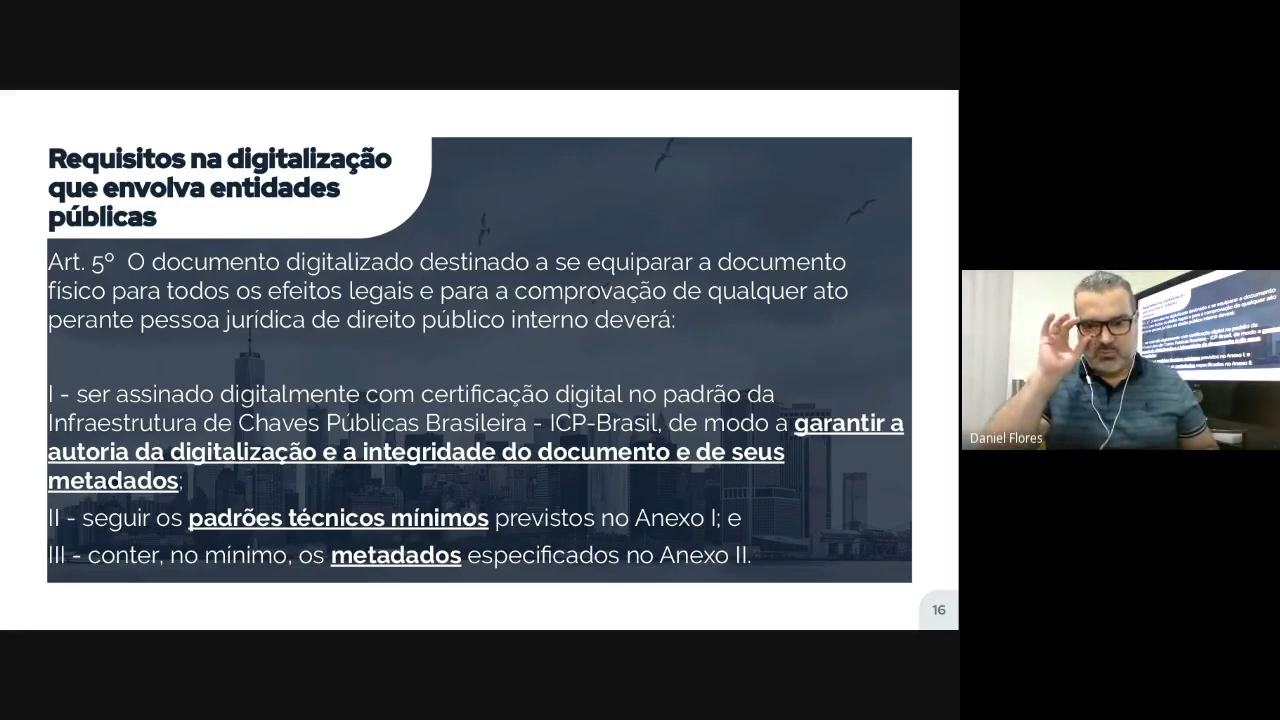 Requisitos na digitalização
que envolva entidades
públicas
Art. 5º  O documento digitalizado destinado a se equiparar a documento
físico para todos os efeitos legais e para a comprovação de qualquer ato
perante pessoa jurídica de direito público interno deverá:
I - ser assinado digitalmente com certificação digital no padrão da
Infraestrutura de Chaves Públicas Brasileira - ICP-Brasil, de modo a garantir a
autoria da digitalização e a integridade do documento e de seus
metadados;
II - seguir os padrões técnicos mínimos previstos no Anexo I; e
III - conter, no mínimo, os metadados especificados no Anexo II.
16
Daniel Flores